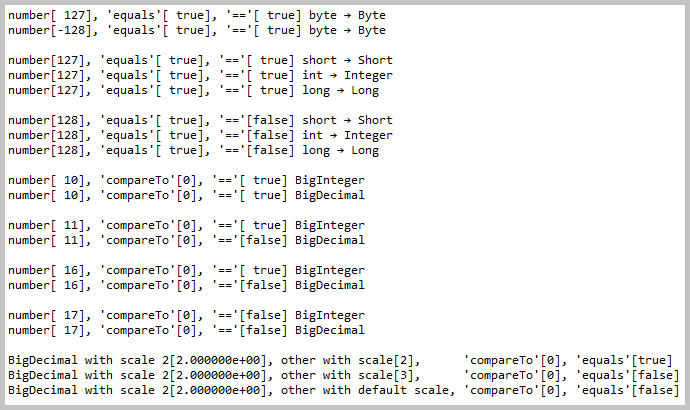 number[ 127], 'equals'[ true], '=='[ true] byte → Byte
number[-128], 'equals'[ true], '=='[ true] byte → Byte
number[127], 'equals'[ true], '=='[ true] short → Short
number[127], 'equals'[ true], '=='[ true] int → Integer
number[127], 'equals'[ true], '=='[ true] long → Long
number[128], 'equals'[ true], '=='[false] short → Short
number[128], 'equals'[ true], '=='[false] int → Integer
number[128], 'equals'[ true], '=='[false] long → Long
number[ 10], 'compareTo'[0], '=='[ true] BigInteger
number[ 10], 'compareTo'[0], '=='[ true] BigDecimal
number[ 11], 'compareTo'[0], '=='[ true] BigInteger
number[ 11], 'compareTo'[0], '=='[false] BigDecimal
number[ 16], 'compareTo'[0], '=='[ true] BigInteger
number[ 16], 'compareTo'[0], '=='[false] BigDecimal
number[ 17], 'compareTo'[0], '=='[false] BigInteger
number[ 17], 'compareTo'[0], '=='[false] BigDecimal
BigDecimal with scale 2[2.000000e+00], other with scale[2],      'compareTo'[0], 'equals'[true]
BigDecimal with scale 2[2.000000e+00], other with scale[3],      'compareTo'[0], 'equals'[false]
BigDecimal with scale 2[2.000000e+00], other with default scale, 'compareTo'[0], 'equals'[false]